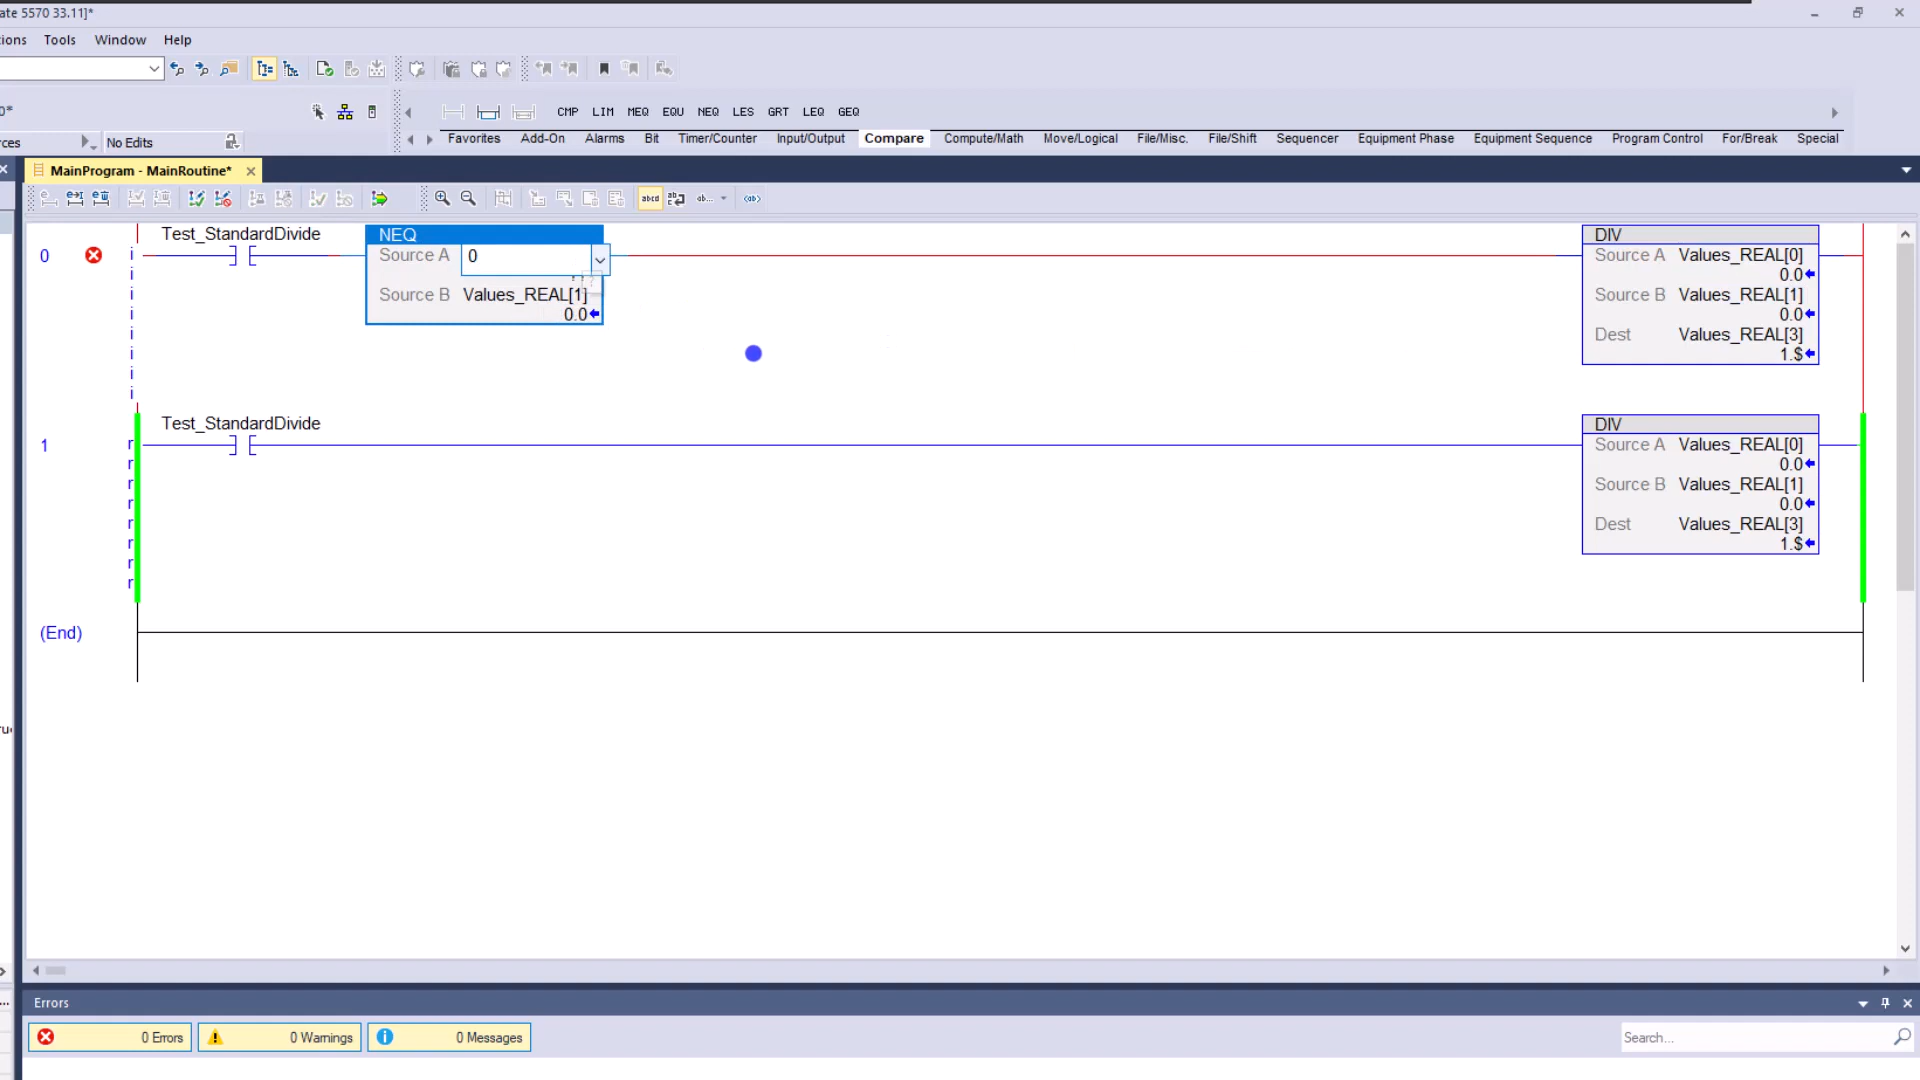 ate 5570 33.11]*
ions Tools Window Help
0*
CMP LIM MEQ EQU NEQ LES GRT LEQ GEQ
rces No Edits
Favorites Add-On Alarms Bit Timer/Counter Input/Output Compare Compute/Math Move/Logical File/Misc. File/Shift Sequencer Equipment Phase Equipment Sequence Program Control For/Break Special
MainProgram - MainRoutine*
abcd ab...
0
Test_StandardDivide
NEQ
Source A 0
Source B Values_REAL[1]
0.0
DIV
Source A Values_REAL[0]
0.0
Source B Values_REAL[1]
0.0
Dest Values_REAL[3]
1.$
i
i
i
i
i
i
i
i
1
Test_StandardDivide
DIV
Source A Values_REAL[0]
0.0
Source B Values_REAL[1]
0.0
Dest Values_REAL[3]
1.$
r
r
r
r
r
r
r
r
(End)
Errors
0 Errors 0 Warnings 0 Messages Search...